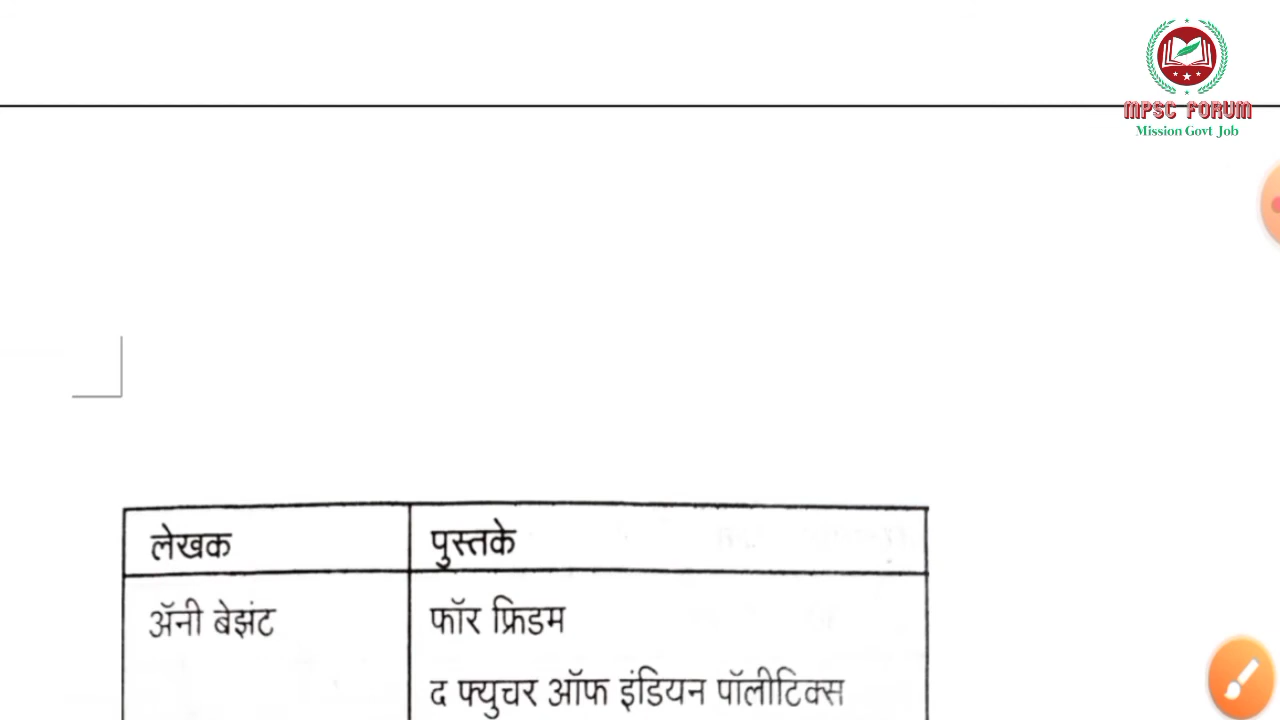 MPSC FORUM
Mission Govt Job
लेखक पुस्तके
ॲनी बेझंट फॉर फ्रिडम
द फ्युचर ऑफ इंडियन पॉलीटिक्स